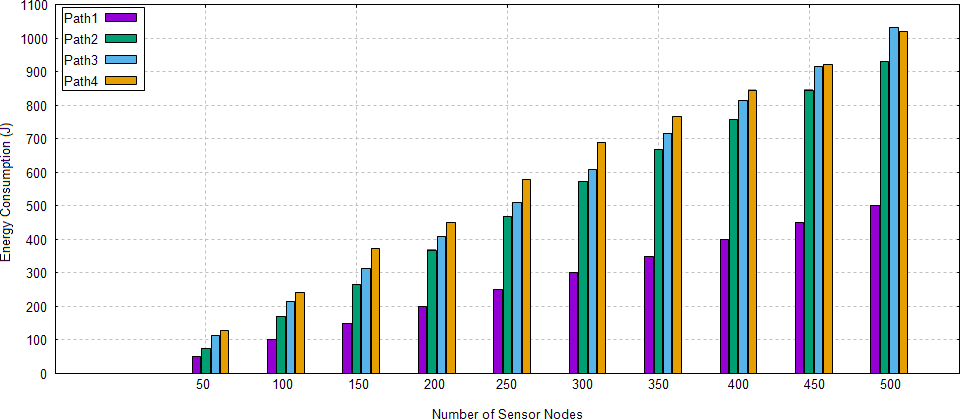 1100
1000
900
800
700
600
500
400
300
200
100
0
Energy Consumption (J)
Path1
Path2
Path3
Path4
50 100 150 200 250 300 350 400 450 500
Number of Sensor Nodes